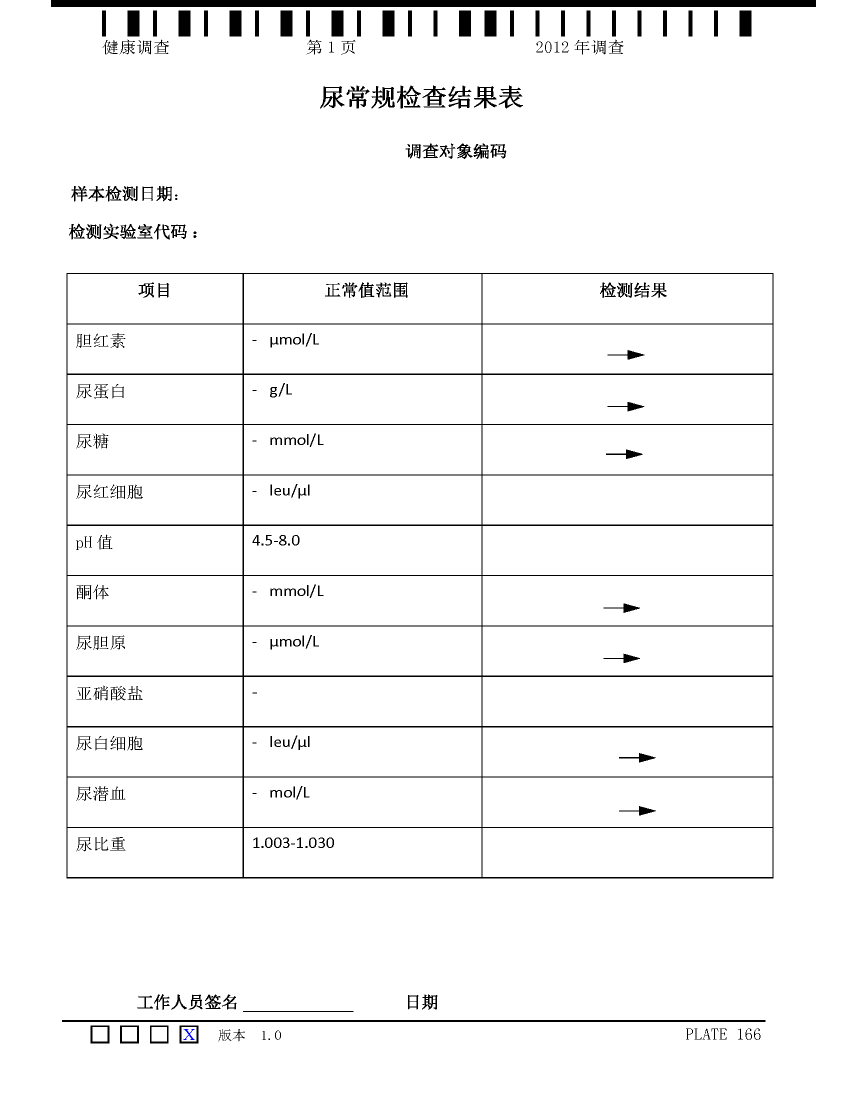 健康调查 第 1 页 2012 年调查
尿常规检查结果表
调查对象编码
样本检测日期：
检测实验室代码：
项目 正常值范围 检测结果
胆红素 - μmol/L
尿蛋白 - g/L
尿糖 - mmol/L
尿红细胞 - leu/μl
pH 值 4.5-8.0
酮体 - mmol/L
尿胆原 - μmol/L
亚硝酸盐 -
尿白细胞 - leu/μl
尿潜血 - mol/L
尿比重 1.003-1.030
工作人员签名 日期
X 版本 1.0 PLATE 166